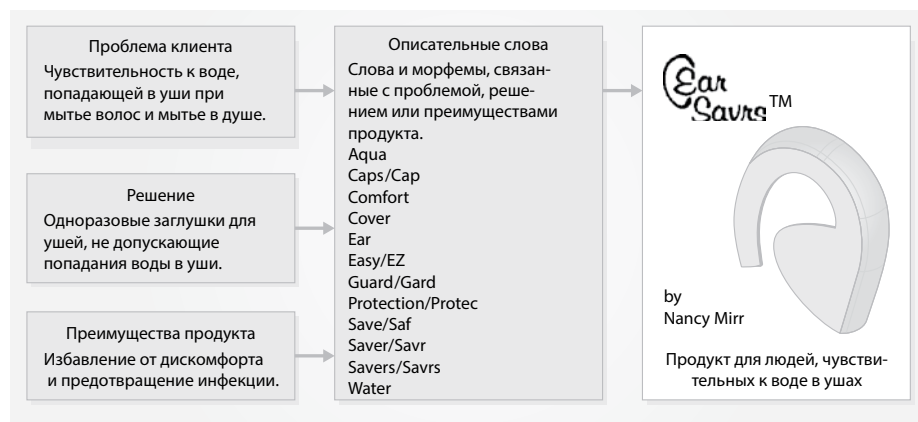 Проблема клиента
Чувствительность к воде,
попадающей в уши при
мытье волос и мытье в душе.
Решение
Одноразовые заглушки для
ушей, не допускающие
попадания воды в уши.
Преимущества продукта
Избавление от дискомфорта
и предотвращение инфекции.
Описательные слова
Слова и морфемы, связан-
ные с проблемой, реше-
нием или преимуществами
продукта.
Aqua
Caps/Cap
Comfort
Cover
Ear
Easy/EZ
Guard/Gard
Protection/Protec
Save/Saf
Saver/Savr
Savers/Savrs
Water
Ear
Savrs TM
by
Nancy Mirr
Продукт для людей, чувстви-
тельных к воде в ушах